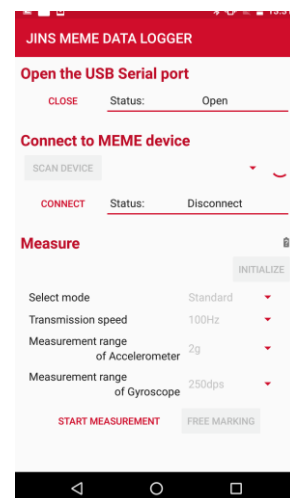 JINS MEME DATA LOGGER
Open the USB Serial port
CLOSE Status: Open
Connect to MEME device
SCAN DEVICE
CONNECT Status: Disconnect
Measure
INITIALIZE
Select mode Standard
Transmission speed 100Hz
Measurement range
of Accelerometer 2g
Measurement range
of Gyroscope 250dps
START MEASUREMENT FREE MARKING